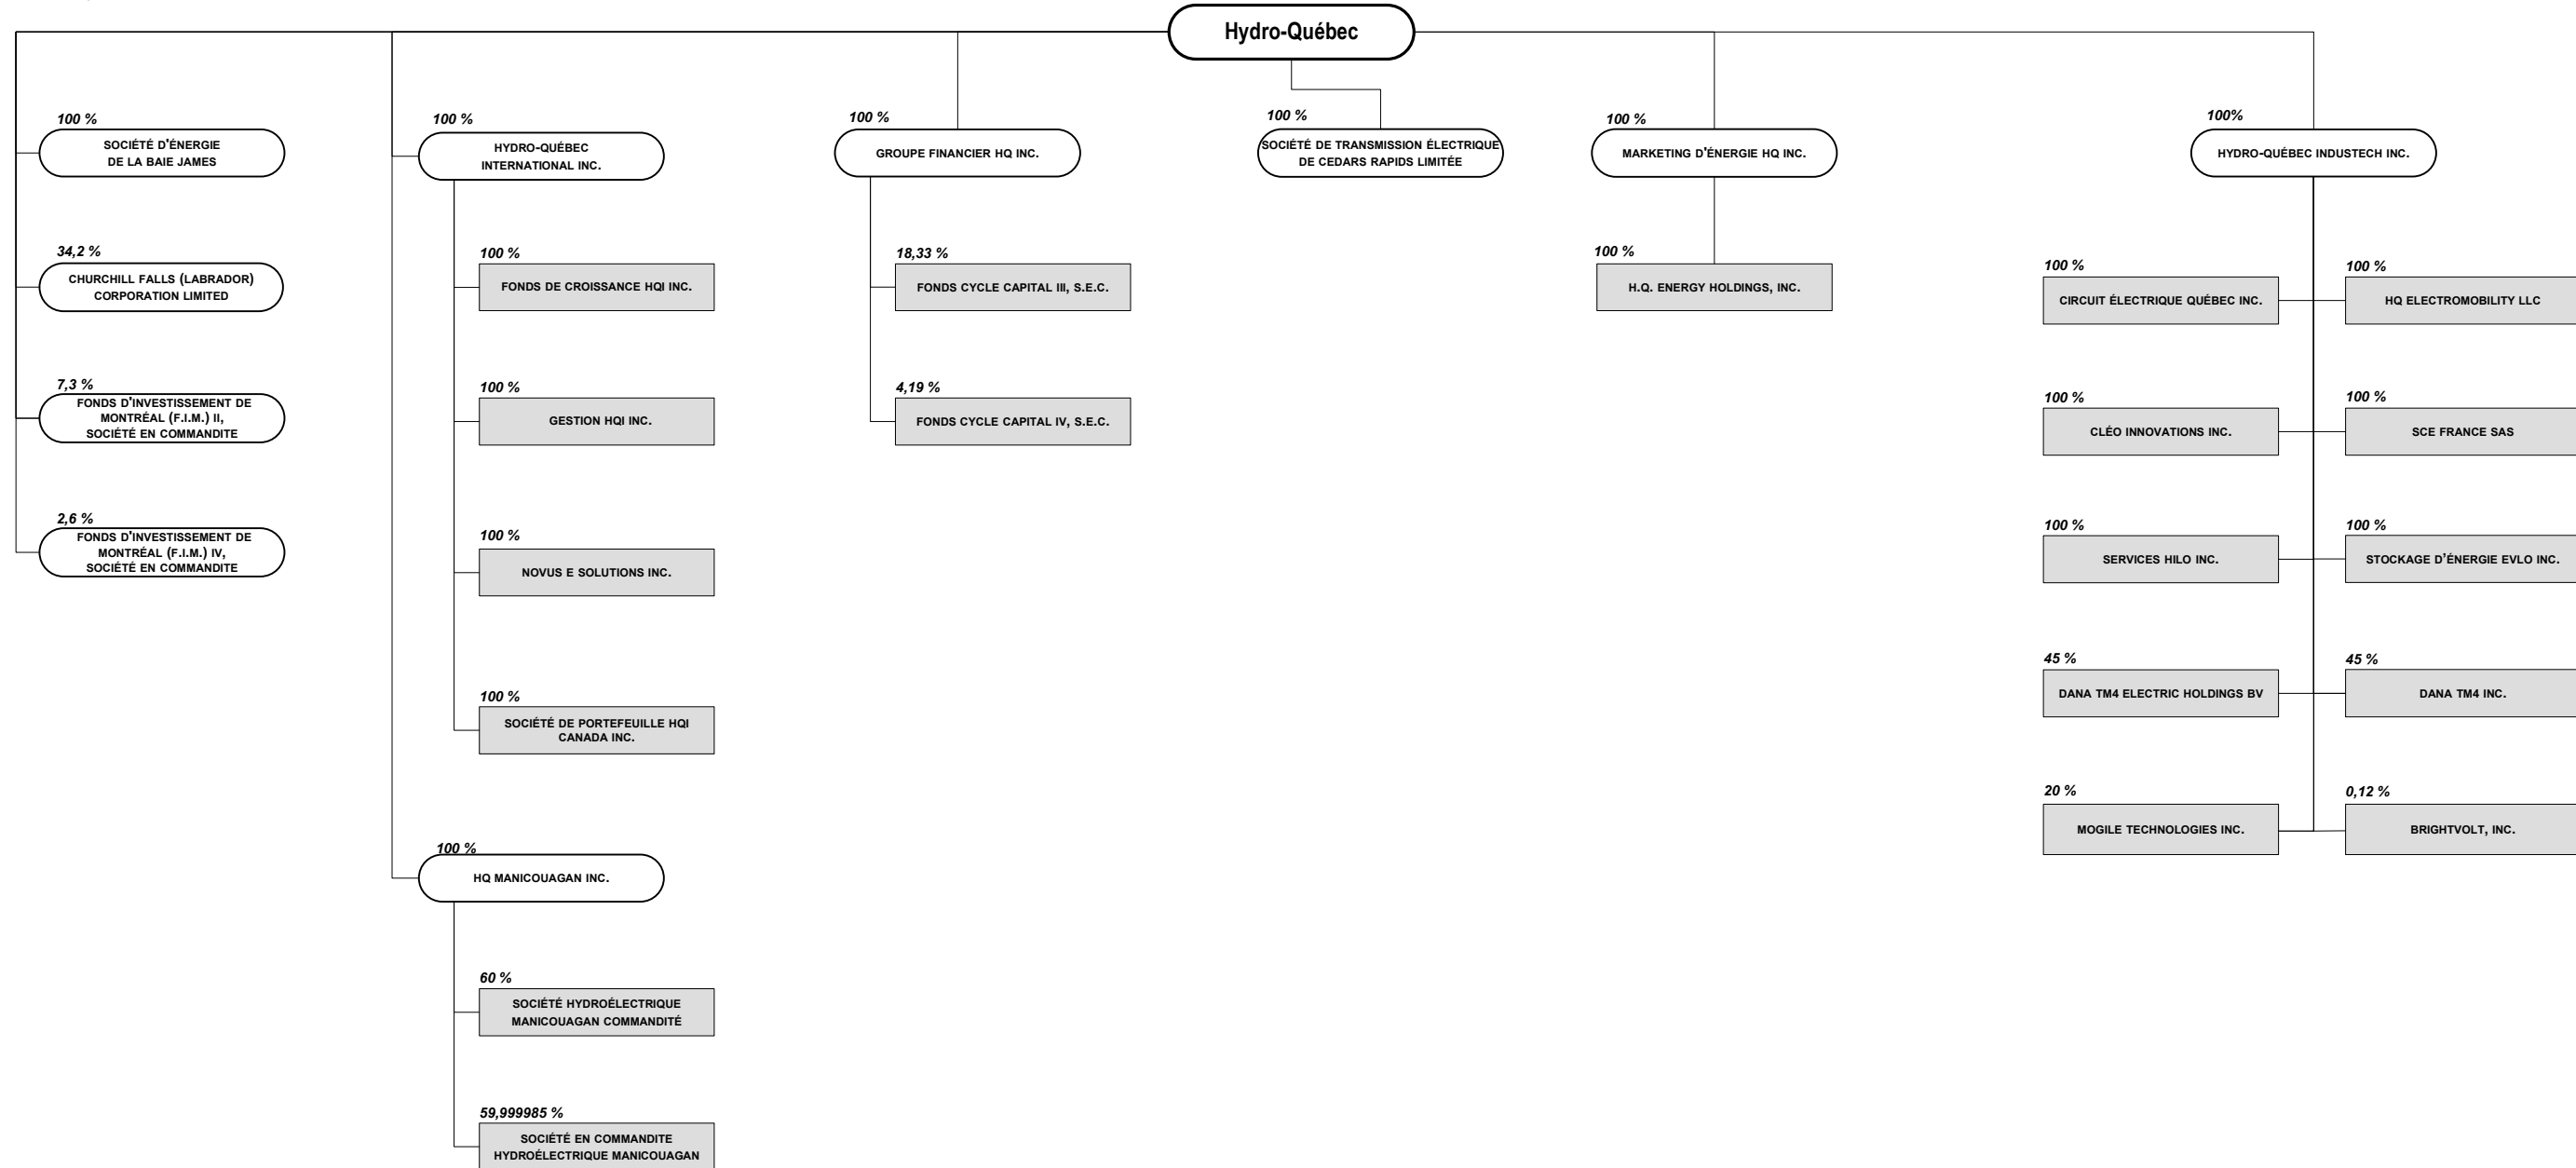 Hydro-Québec
100 %
SOCIÉTÉ D'ÉNERGIE
DE LA BAIE JAMES
34,2 %
CHURCHILL FALLS (LABRADOR)
CORPORATION LIMITED
7,3 %
FONDS D'INVESTISSEMENT DE
MONTRÉAL (F.I.M.) II,
SOCIÉTÉ EN COMMANDITE
2,6 %
FONDS D'INVESTISSEMENT DE
MONTRÉAL (F.I.M.) IV,
SOCIÉTÉ EN COMMANDITE
100 %
HYDRO-QUÉBEC
INTERNATIONAL INC.
100 %
FONDS DE CROISSANCE HQI INC.
100 %
GESTION HQI INC.
100 %
NOVUS E SOLUTIONS INC.
100 %
SOCIÉTÉ DE PORTEFEUILLE HQI
CANADA INC.
100 %
HQ MANICOUAGAN INC.
60 %
SOCIÉTÉ HYDROÉLECTRIQUE
MANICOUAGAN COMMANDITÉ
59,999985 %
SOCIÉTÉ EN COMMANDITE
HYDROÉLECTRIQUE MANICOUAGAN
100 %
GROUPE FINANCIER HQ INC.
18,33 %
FONDS CYCLE CAPITAL III, S.E.C.
4,19 %
FONDS CYCLE CAPITAL IV, S.E.C.
100 %
SOCIÉTÉ DE TRANSMISSION ÉLECTRIQUE
DE CEDARS RAPIDS LIMITÉE
100 %
MARKETING D'ÉNERGIE HQ INC.
100 %
H.Q. ENERGY HOLDINGS, INC.
100%
HYDRO-QUÉBEC INDUSTECH INC.
100 %
CIRCUIT ÉLECTRIQUE QUÉBEC INC.
100 %
HQ ELECTROMOBILITY LLC
100 %
CLÉO INNOVATIONS INC.
100 %
SCE FRANCE SAS
100 %
SERVICES HILO INC.
100 %
STOCKAGE D'ÉNERGIE EVLO INC.
45 %
DANA TM4 ELECTRIC HOLDINGS BV
45 %
DANA TM4 INC.
20 %
MOGILE TECHNOLOGIES INC.
0,12 %
BRIGHTVOLT, INC.